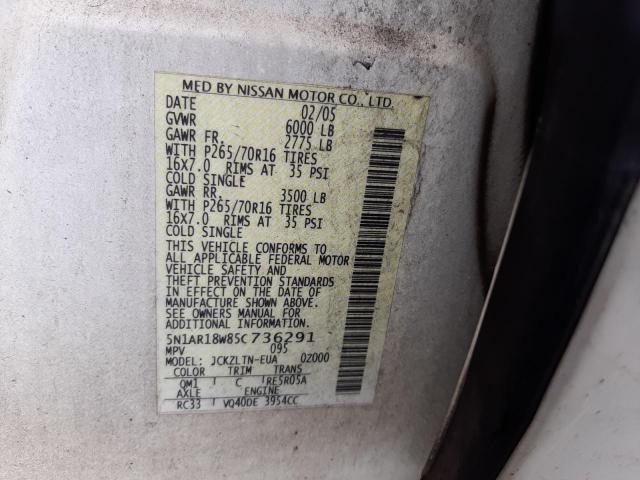 MFD BY NISSAN MOTOR CO., LTD.
DATE 02/05
GVWR 6000 LB
GAWR FR. 2775 LB
WITH P265/70R16 TIRES
16X7.0 RIMS AT 35 PSI
COLD SINGLE
GAWR RR. 3500 LB
WITH P265/70R16 TIRES
16X7.0 RIMS AT 35 PSI
COLD SINGLE
THIS VEHICLE CONFORMS TO
ALL APPLICABLE FEDERAL MOTOR
VEHICLE SAFETY AND
THEFT PREVENTION STANDARDS
IN EFFECT ON THE DATE OF
MANUFACTURE SHOWN ABOVE.
SEE OWNERS MANUAL FOR
ADDITIONAL INFORMATION.
5N1AR18W85C736291
MPV 095
MODEL: JCKZLTN-EUA 0Z000
COLOR TRIM TRANS
QM1 C RE5R05A
AXLE ENGINE
RC33 VQ40DE 3954CC